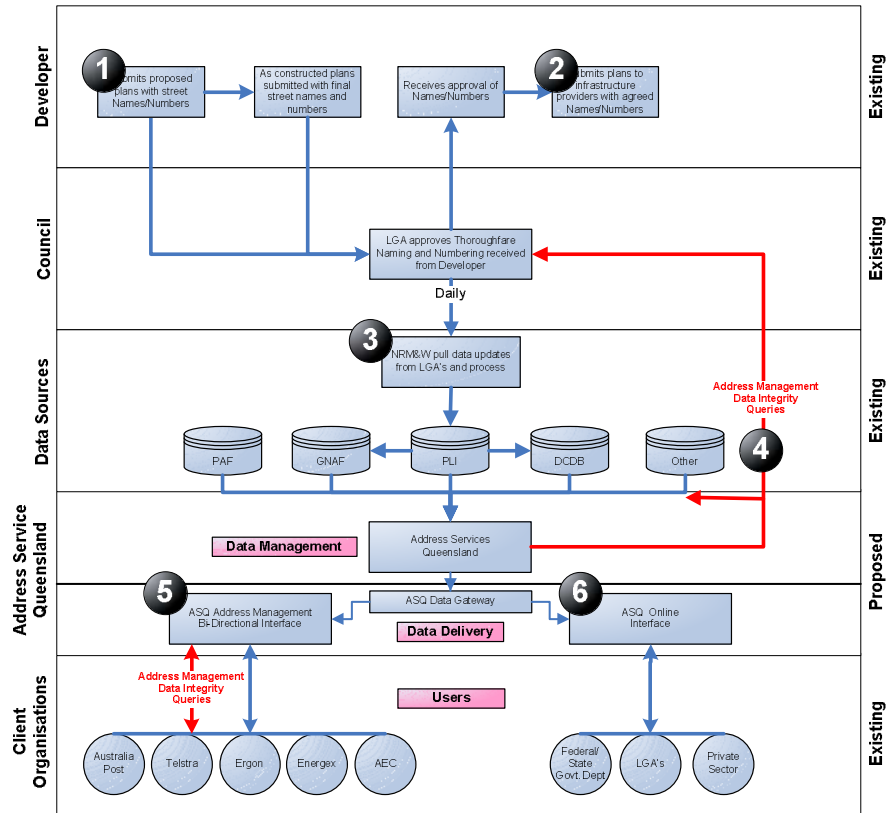 Developer
Existing
1
2
bmits proposed
plans with street
Names/Numbers
As constructed plans
submitted with final
street names and
numbers
Receives approval of
Names/Numbers
ubmits plans to
infrastructure
providers with agreed
Names/Numbers
Council
Existing
LGA approves Thoroughfare
Naming and Numbering received
from Developer
Daily
Data Sources
Existing
3
NRM&W pull data updates
from LGA's and process
Address Management
Data Integrity
Queries
4
PAF
GNAF
PLI
DCDB
Other
Address Service
Queensland
Proposed
Data Management
Address Services
Queensland
5
6
ASQ Address Management
Bi-Directional Interface
ASQ Data Gateway
ASQ Online
Interface
Data Delivery
Client
Organisations
Existing
Address Management
Data Integrity
Queries
Users
Australia
Post
Telstra
Ergon
Energex
AEC
Federal/
State
Govt. Dept
LGA's
Private
Sector